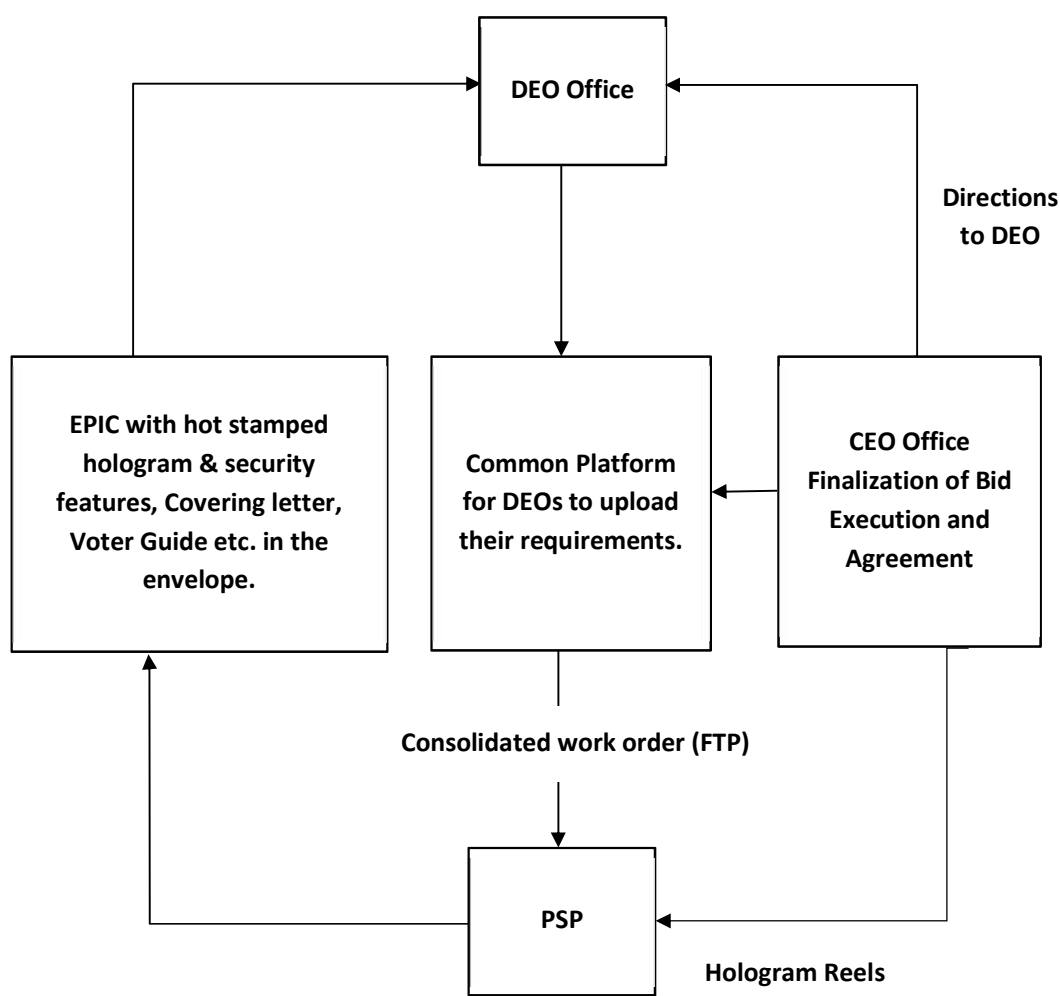 DEO Office
Directions
to DEO
EPIC with hot stamped
hologram & security
features, Covering letter,
Voter Guide etc. in the
envelope.
Common Platform
for DEOs to upload
their requirements.
CEO Office
Finalization of Bid
Execution and
Agreement
Consolidated work order (FTP)
PSP
Hologram Reels